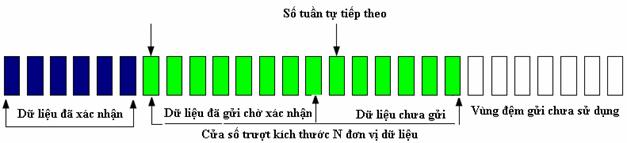 Số tuần tự tiếp theo
Dữ liệu đã xác nhận
Dữ liệu đã gửi chờ xác nhận
Dữ liệu chưa gửi
Vùng đệm gửi chưa sử dụng
Cửa sổ trượt kích thước N đơn vị dữ liệu